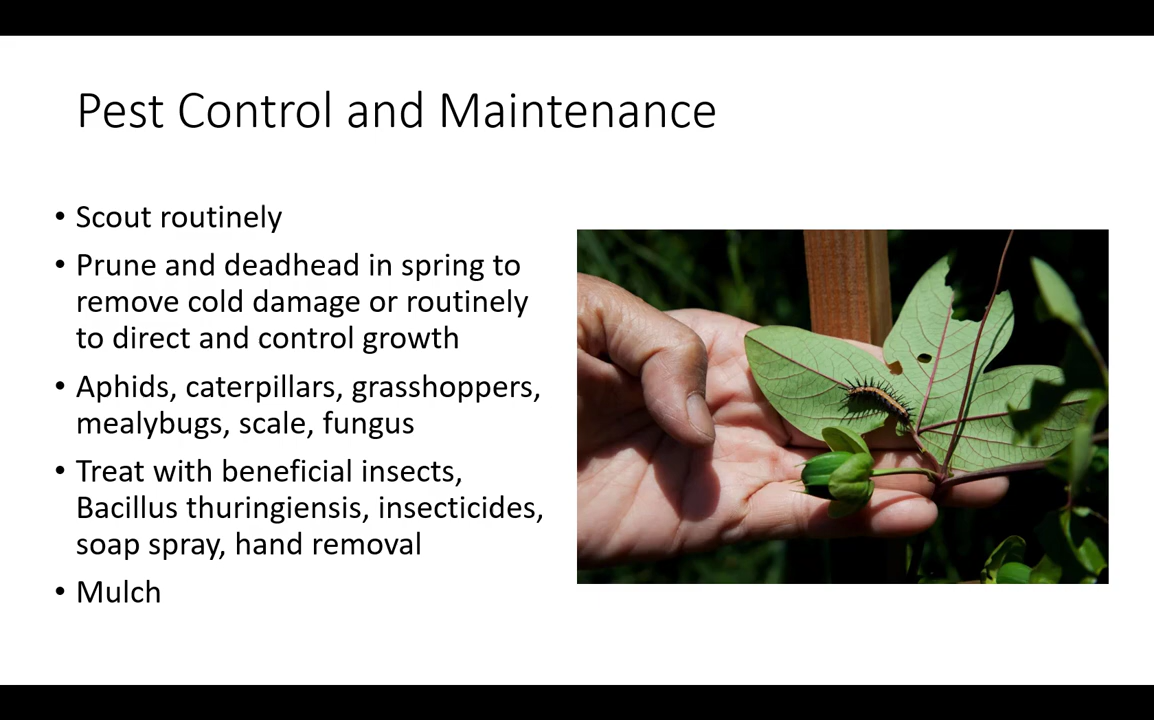 Pest Control and Maintenance
• Scout routinely
• Prune and deadhead in spring to
remove cold damage or routinely
to direct and control growth
• Aphids, caterpillars, grasshoppers,
mealybugs, scale, fungus
• Treat with beneficial insects,
Bacillus thuringiensis, insecticides,
soap spray, hand removal
• Mulch